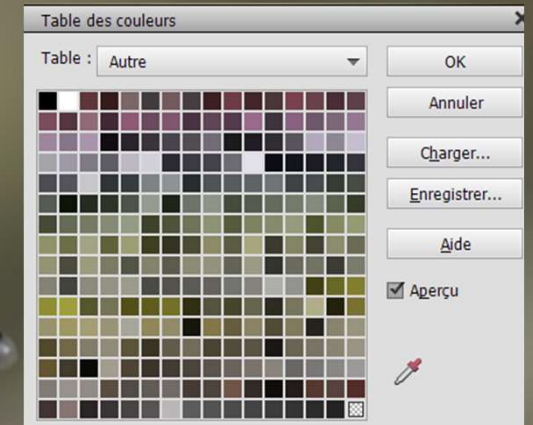 Table des couleurs
Table : Autre
OK
Annuler
Charger...
Enregistrer...
Aide
Aperçu